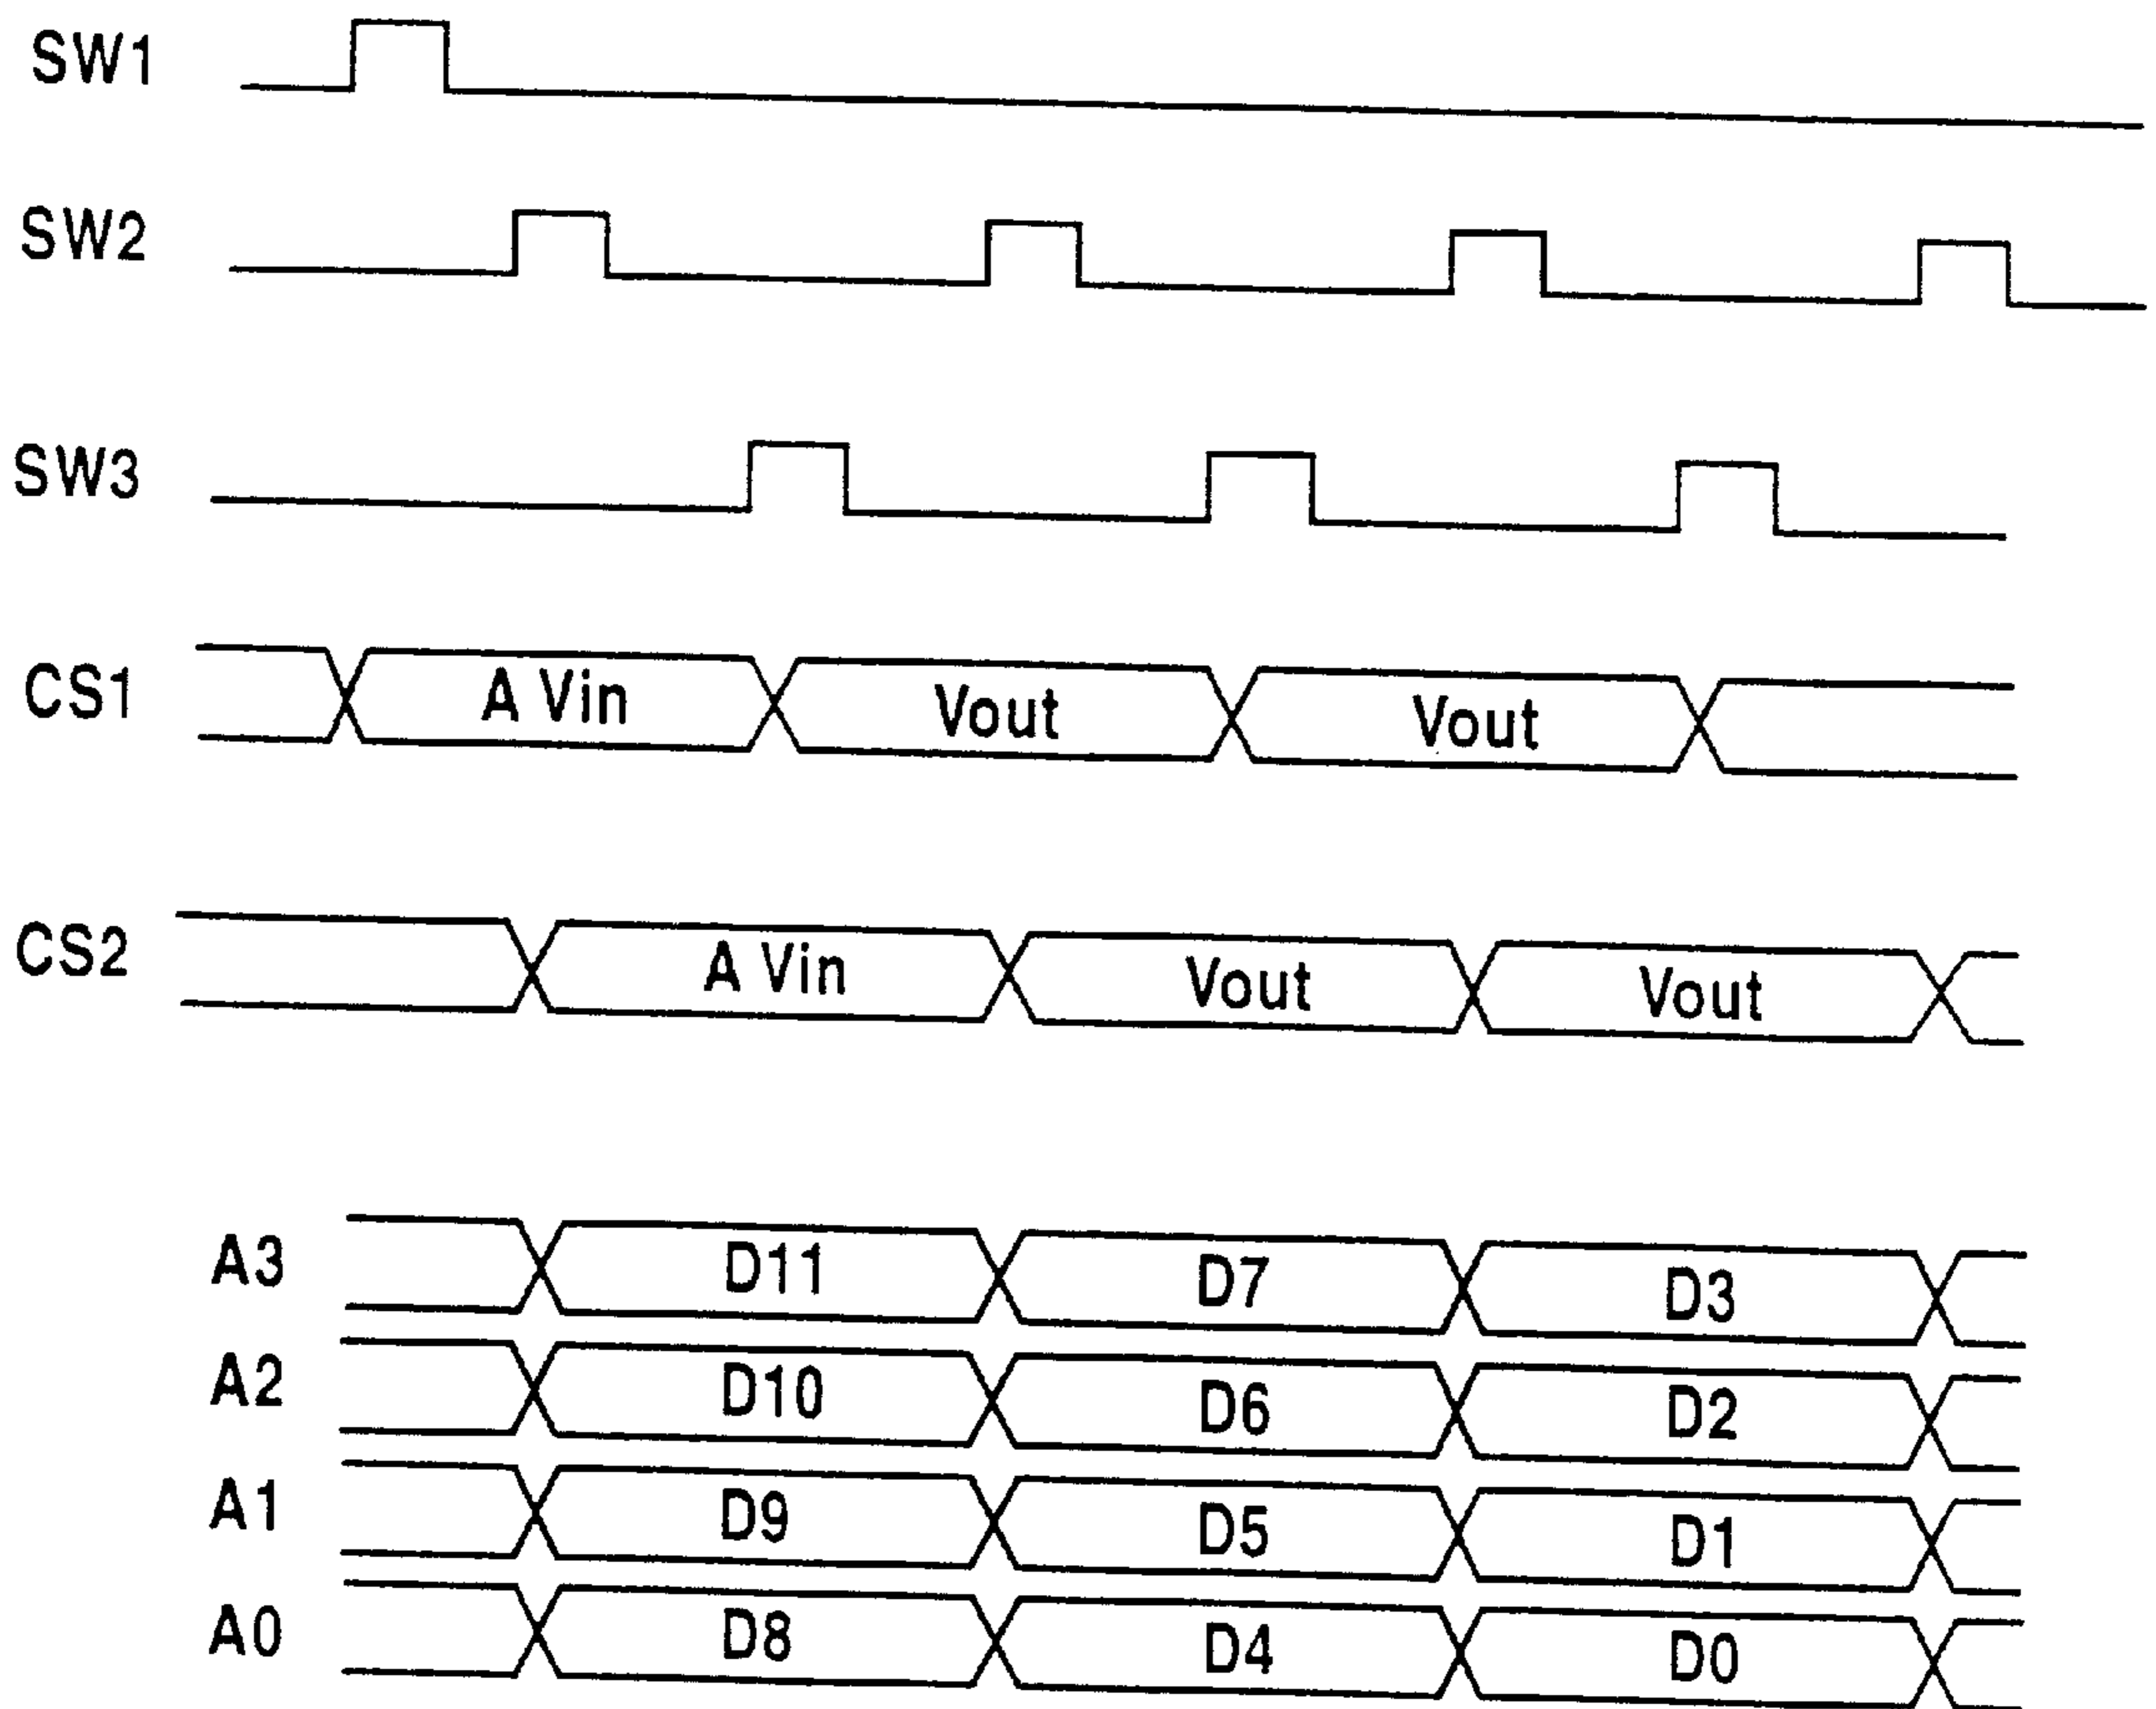 SW1
SW2
SW3
CS1 A Vin Vout Vout
CS2 A Vin Vout Vout
A3 D11 D7 D3
A2 D10 D6 D2
A1 D9 D5 D1
A0 D8 D4 D0